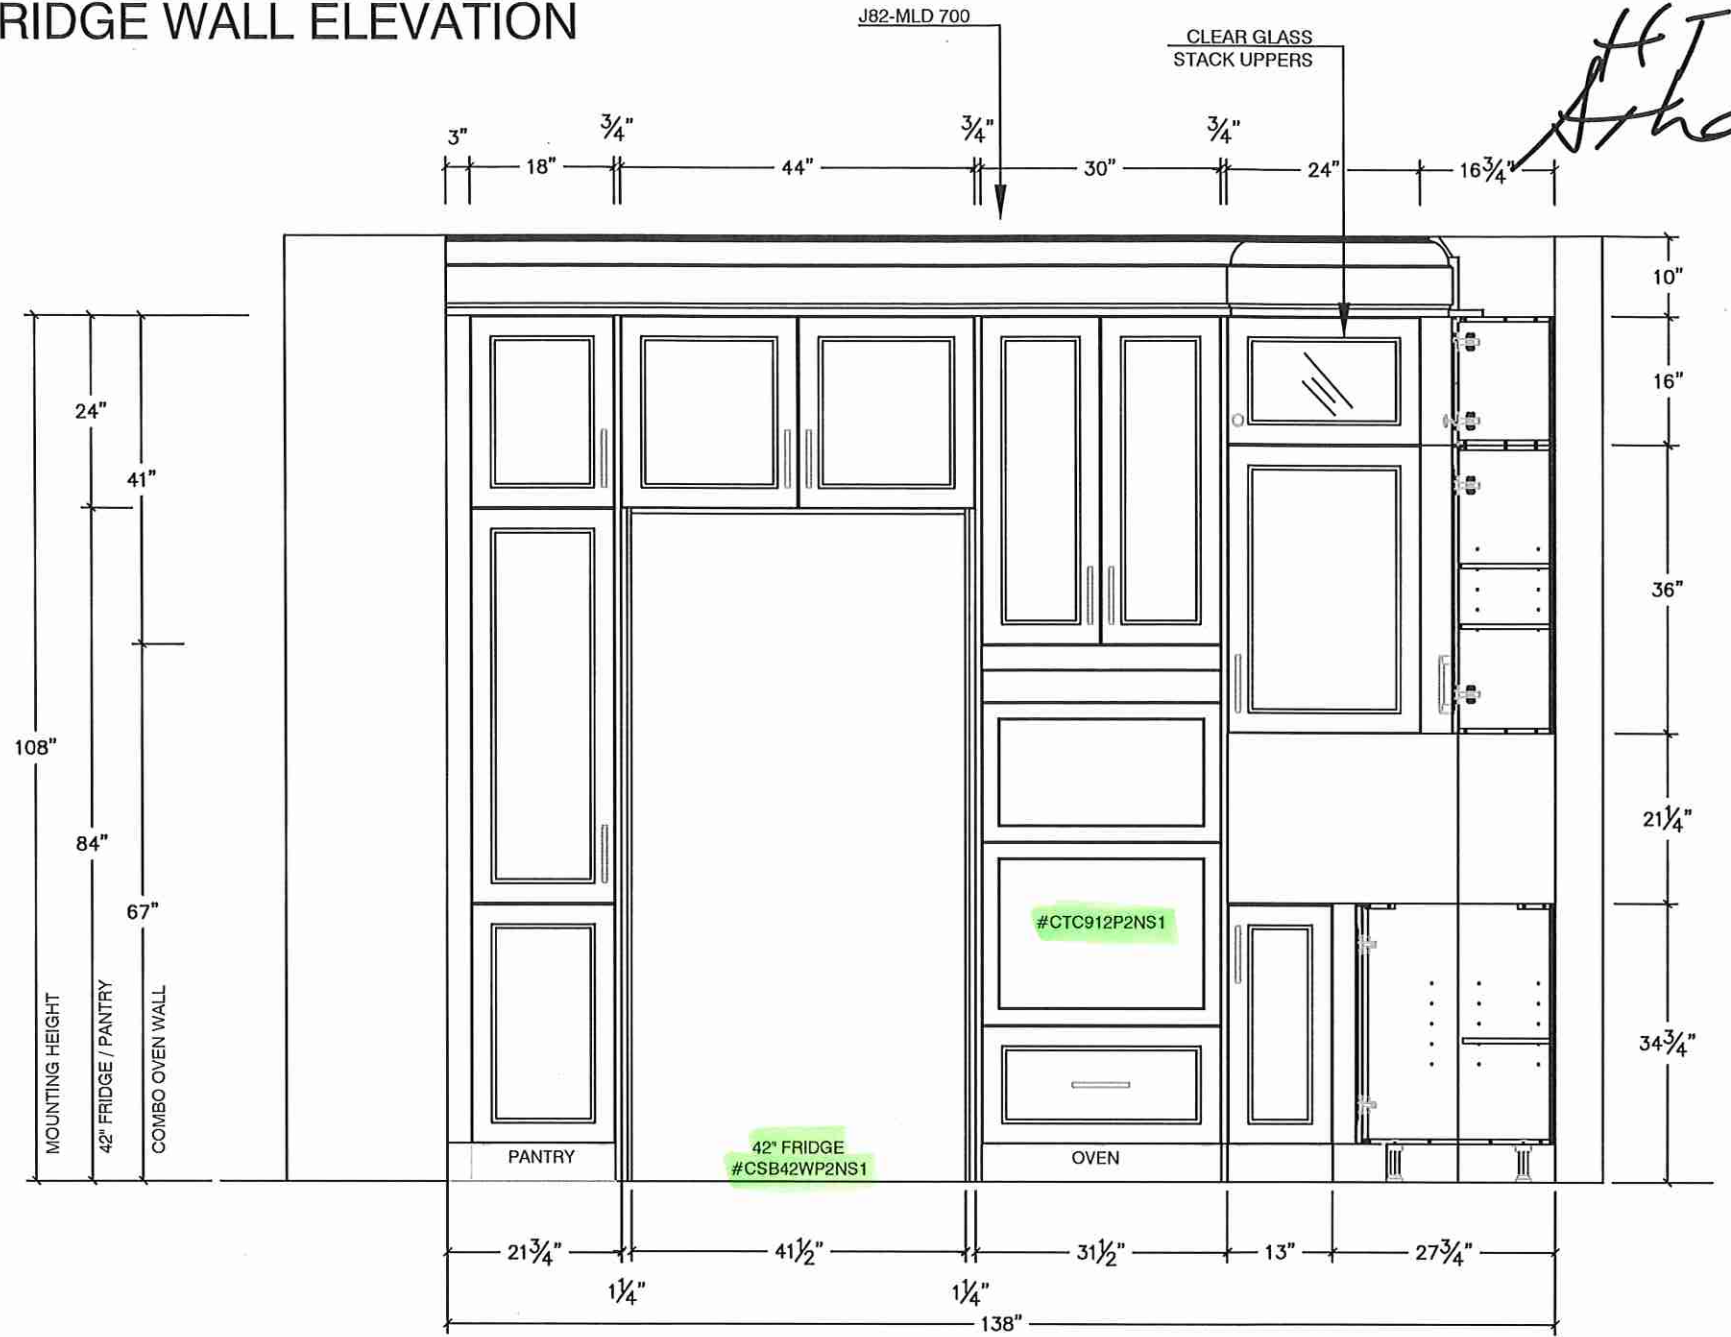 RIDGE WALL ELEVATION
J82-MLD 700
CLEAR GLASS
STACK UPPERS
3"
3/4"
3/4"
3/4"
18"
44"
30"
24"
16 3/4"
10"
16"
36"
21 1/4"
34 3/4"
24"
41"
108"
84"
67"
MOUNTING HEIGHT
42" FRIDGE / PANTRY
COMBO OVEN WALL
#CTC912P2NS1
PANTRY
42" FRIDGE
#CSB42WP2NS1
OVEN
21 3/4"
41 1/2"
31 1/2"
13"
27 3/4"
1 1/4"
1 1/4"
138"